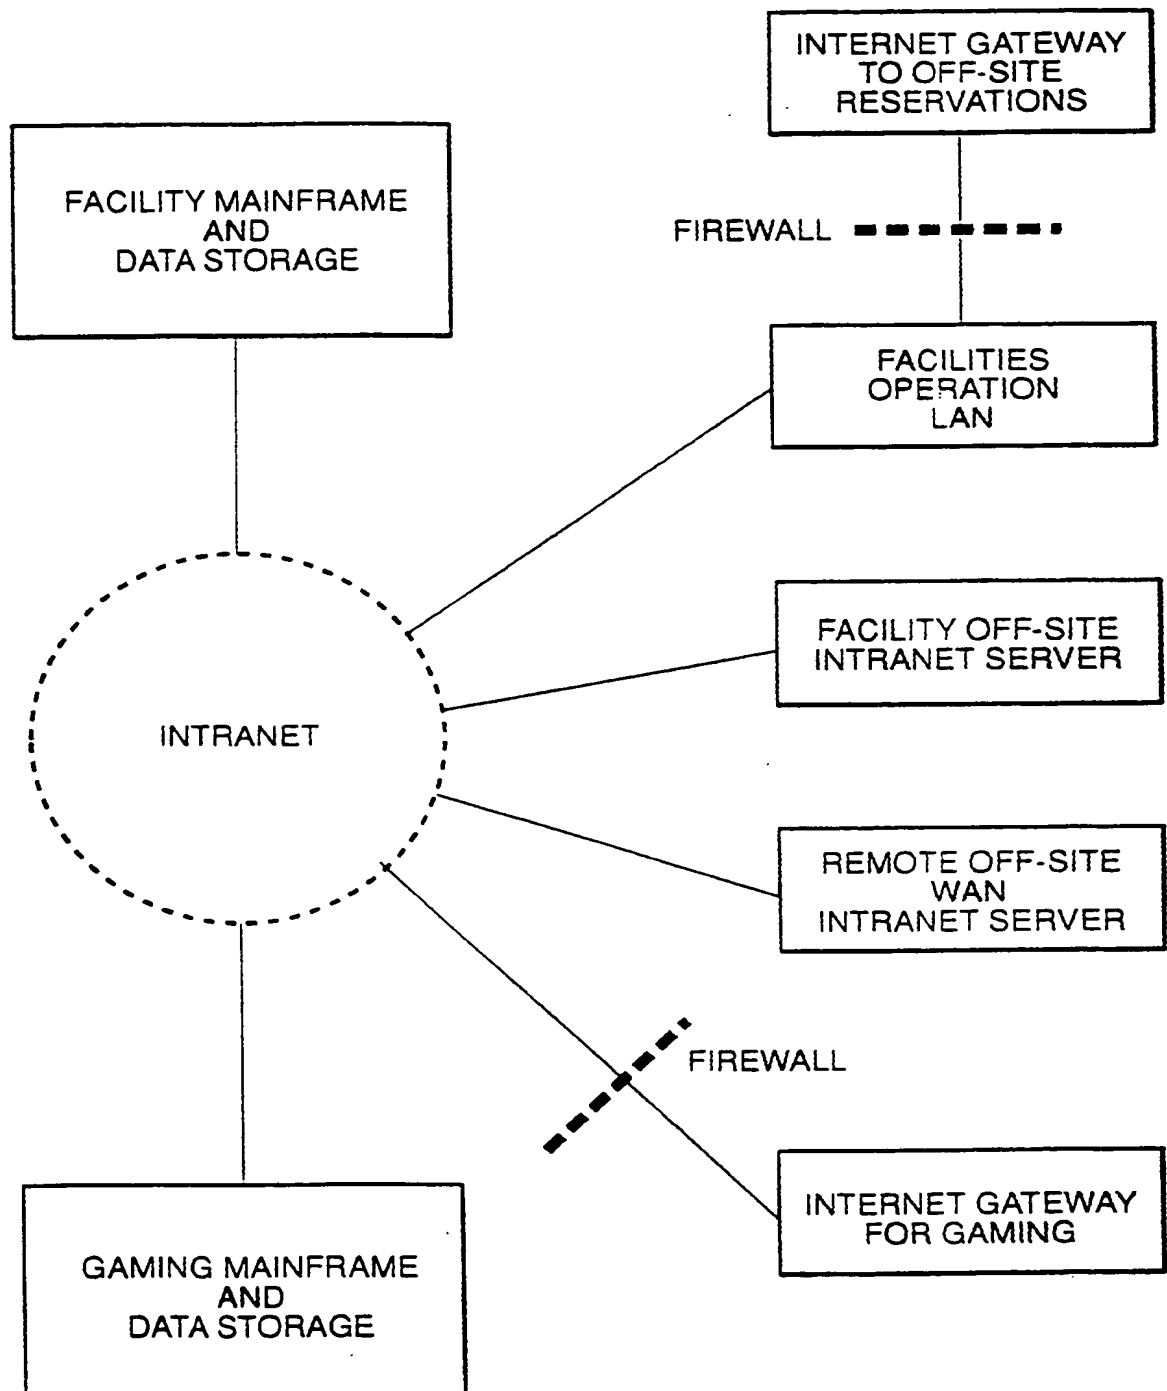 INTERNET GATEWAY
TO OFF-SITE
RESERVATIONS
FACILITY MAINFRAME
AND
DATA STORAGE
FIREWALL
FACILITIES
OPERATION
LAN
FACILITY OFF-SITE
INTRANET SERVER
INTRANET
REMOTE OFF-SITE
WAN
INTRANET SERVER
FIREWALL
INTERNET GATEWAY
FOR GAMING
GAMING MAINFRAME
AND
DATA STORAGE